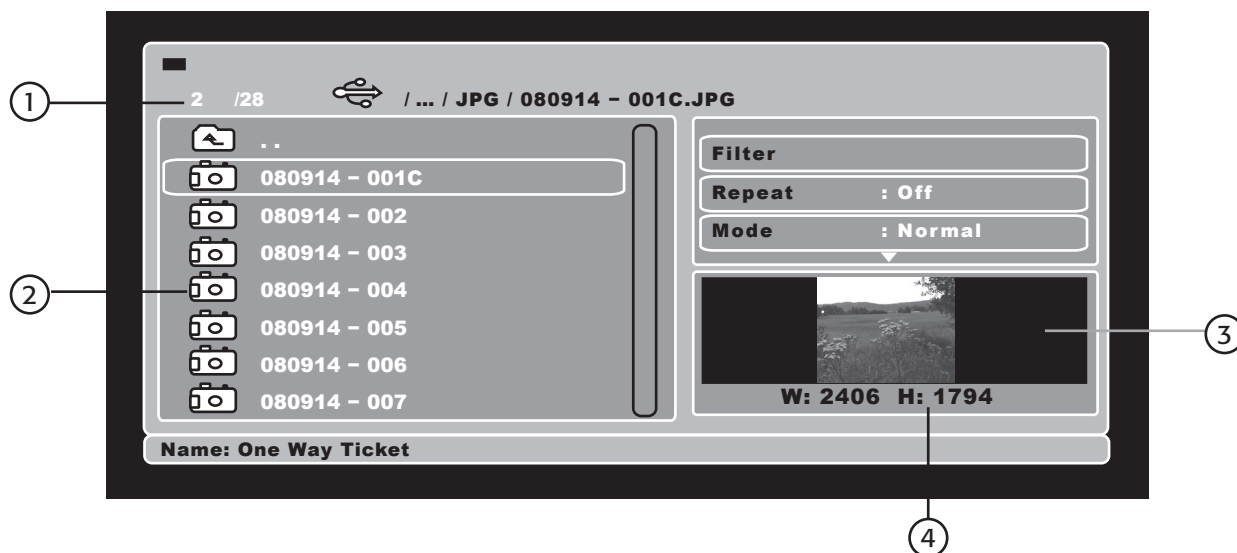 1
2 /28 / ... / JPG / 080914 – 001C.JPG
. .
080914 – 001C
080914 – 002
080914 – 003
2
080914 – 004
080914 – 005
080914 – 006
080914 – 007
Filter
Repeat : Off
Mode : Normal
3
W: 2406 H: 1794
Name: One Way Ticket
4